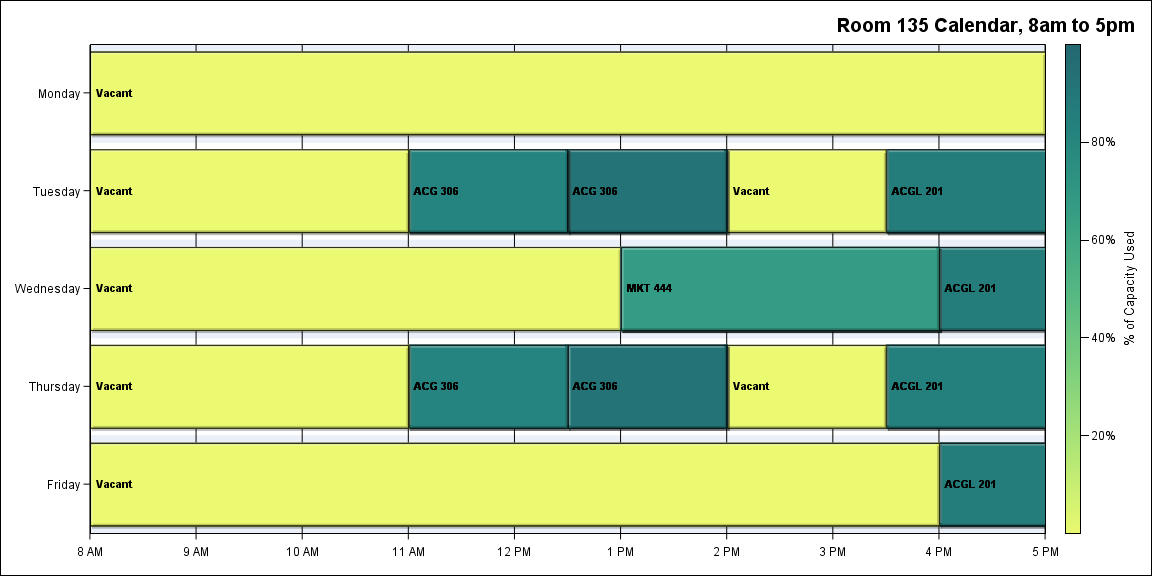 Room 135 Calendar, 8am to 5pm
Monday
Vacant
Tuesday
Vacant
ACG 306
ACG 306
Vacant
ACGL 201
Wednesday
Vacant
MKT 444
ACGL 201
Thursday
Vacant
ACG 306
ACG 306
Vacant
ACGL 201
Friday
Vacant
ACGL 201
8 AM
9 AM
10 AM
11 AM
12 PM
1 PM
2 PM
3 PM
4 PM
5 PM
80%
60%
40%
20%
% of Capacity Used